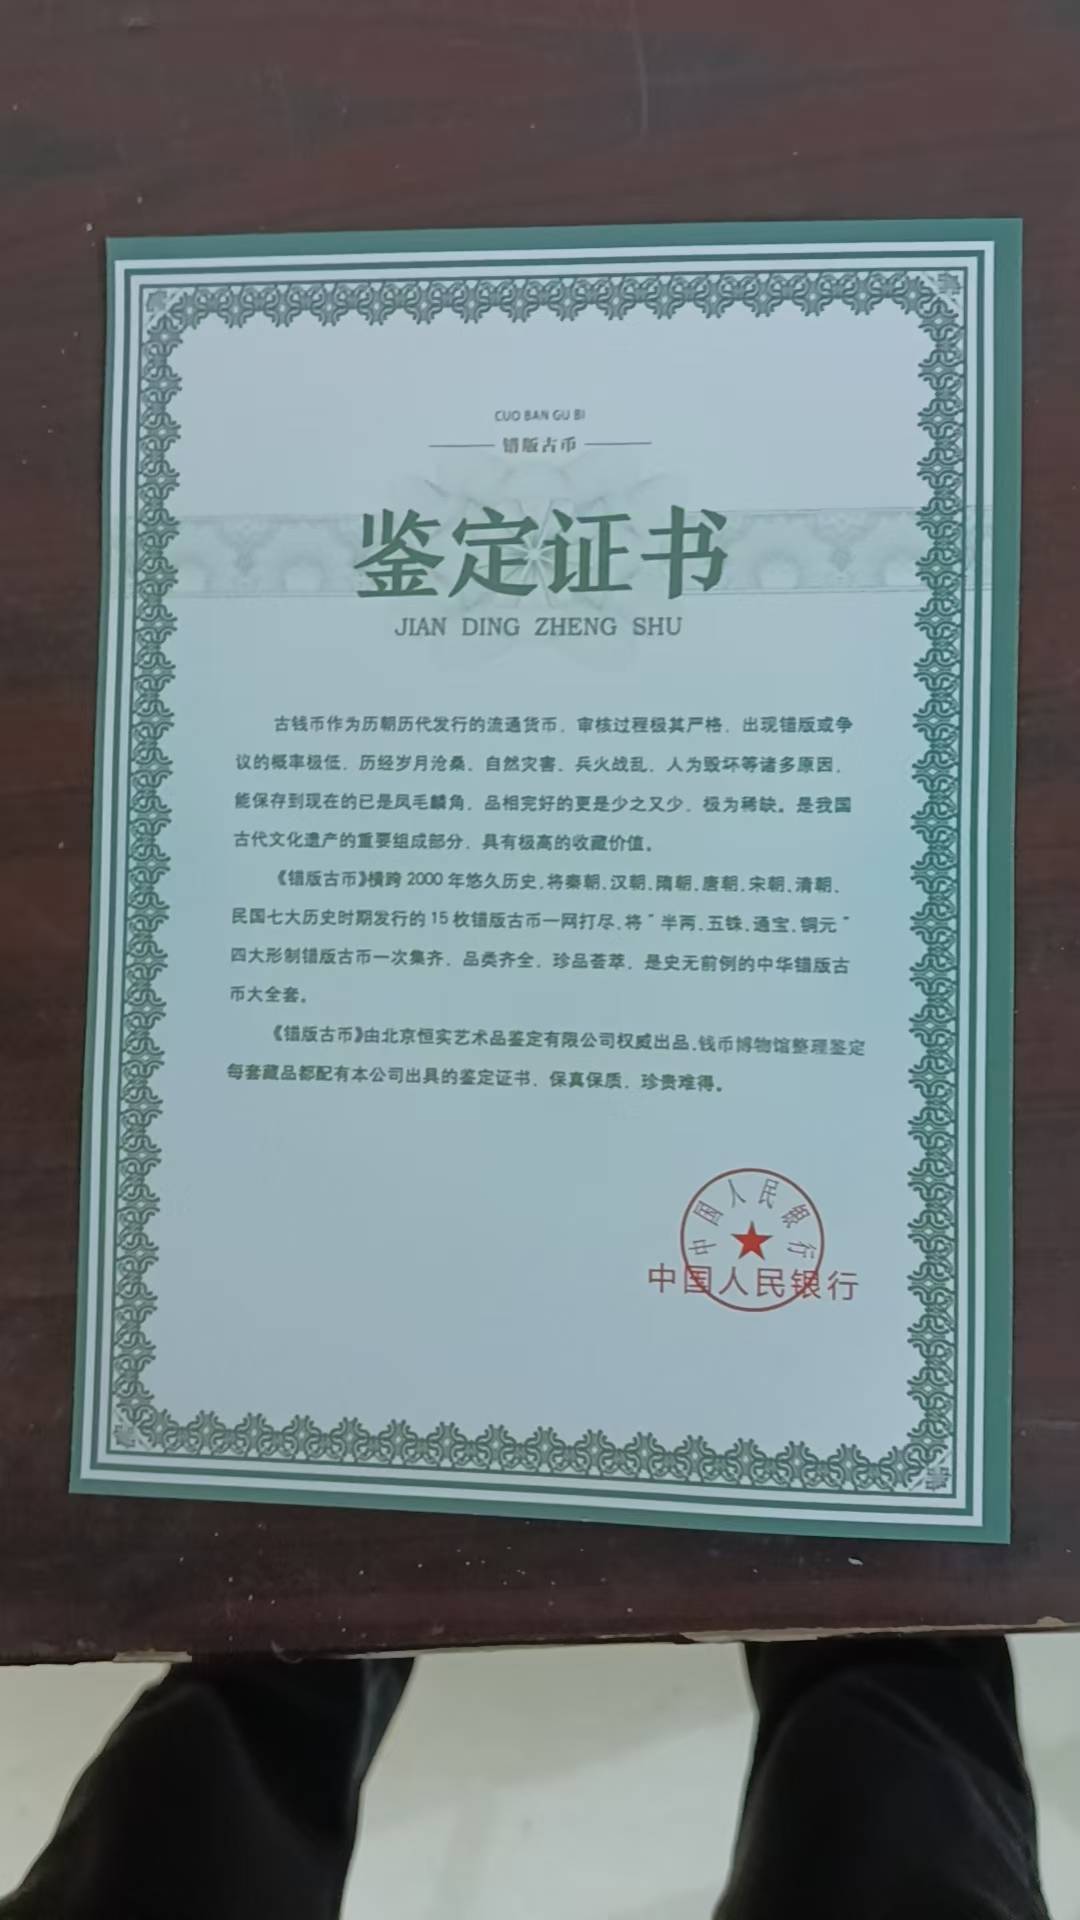 CUO BAN GU BI
错版古币
鉴定证书
JIAN DING ZHENG SHU
古钱币作为历朝历代发行的流通货币，审核过程极其严格，出现错版或争
议的概率极低，历经岁月沧桑、自然灾害、兵火战乱、人为毁坏等诸多原因，
能保存到现在的已是凤毛麟角，品相完好的更是少之又少，极为稀缺。是我国
古代文化遗产的重要组成部分，具有极高的收藏价值。
《错版古币》横跨2000年悠久历史,将秦朝、汉朝、隋朝、唐朝、宋朝、清朝、
民国七大历史时期发行的15枚错版古币一网打尽,将“半两、五铢、通宝、铜元”
四大形制错版古币一次集齐，品类齐全，珍品荟萃，是史无前例的中华错版古
币大全套。
《错版古币》由北京恒实艺术品鉴定有限公司权威出品,钱币博物馆整理鉴定
每套藏品都配有本公司出具的鉴定证书，保真保质，珍贵难得。
中国人民银行
中国人民银行